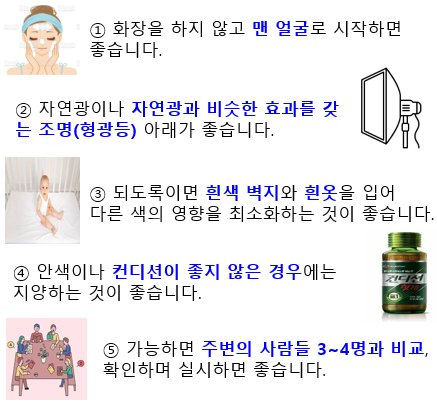 ① 화장을 하지 않고 맨 얼굴로 시작하면
좋습니다.
② 자연광이나 자연광과 비슷한 효과를 갖
는 조명(형광등) 아래가 좋습니다.
③ 되도록이면 흰색 벽지와 흰옷을 입어
다른 색의 영향을 최소화하는 것이 좋습니다.
④ 안색이나 컨디션이 좋지 않은 경우에는
지양하는 것이 좋습니다.
컨디션
⑤ 가능하면 주변의 사람들 3~4명과 비교,
확인하며 실시하면 좋습니다.